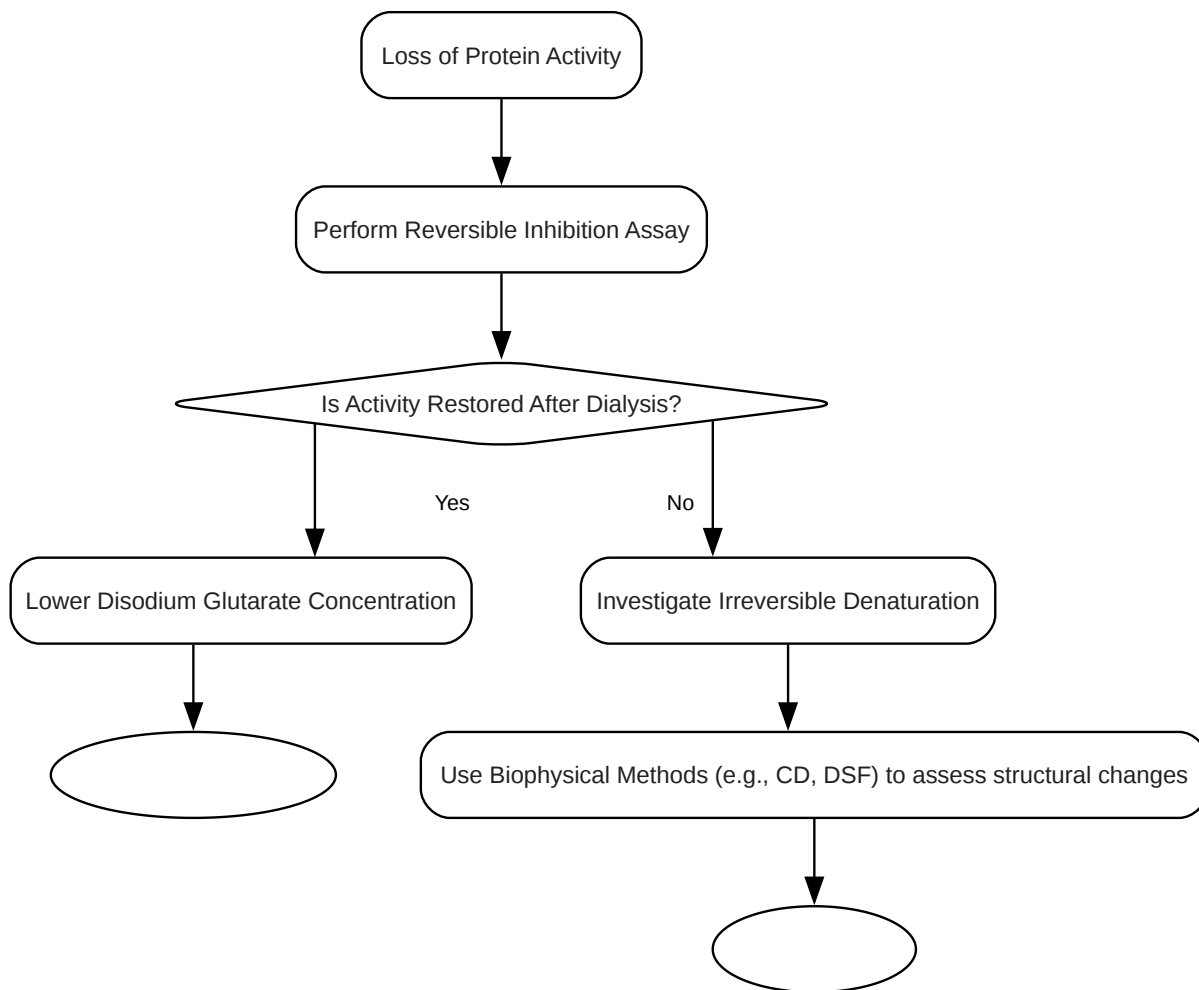 Loss of Protein Activity
Perform Reversible Inhibition Assay
Is Activity Restored After Dialysis?
Yes
No
Lower Disodium Glutarate Concentration
Investigate Irreversible Denaturation
Use Biophysical Methods (e.g., CD, DSF) to assess structural changes